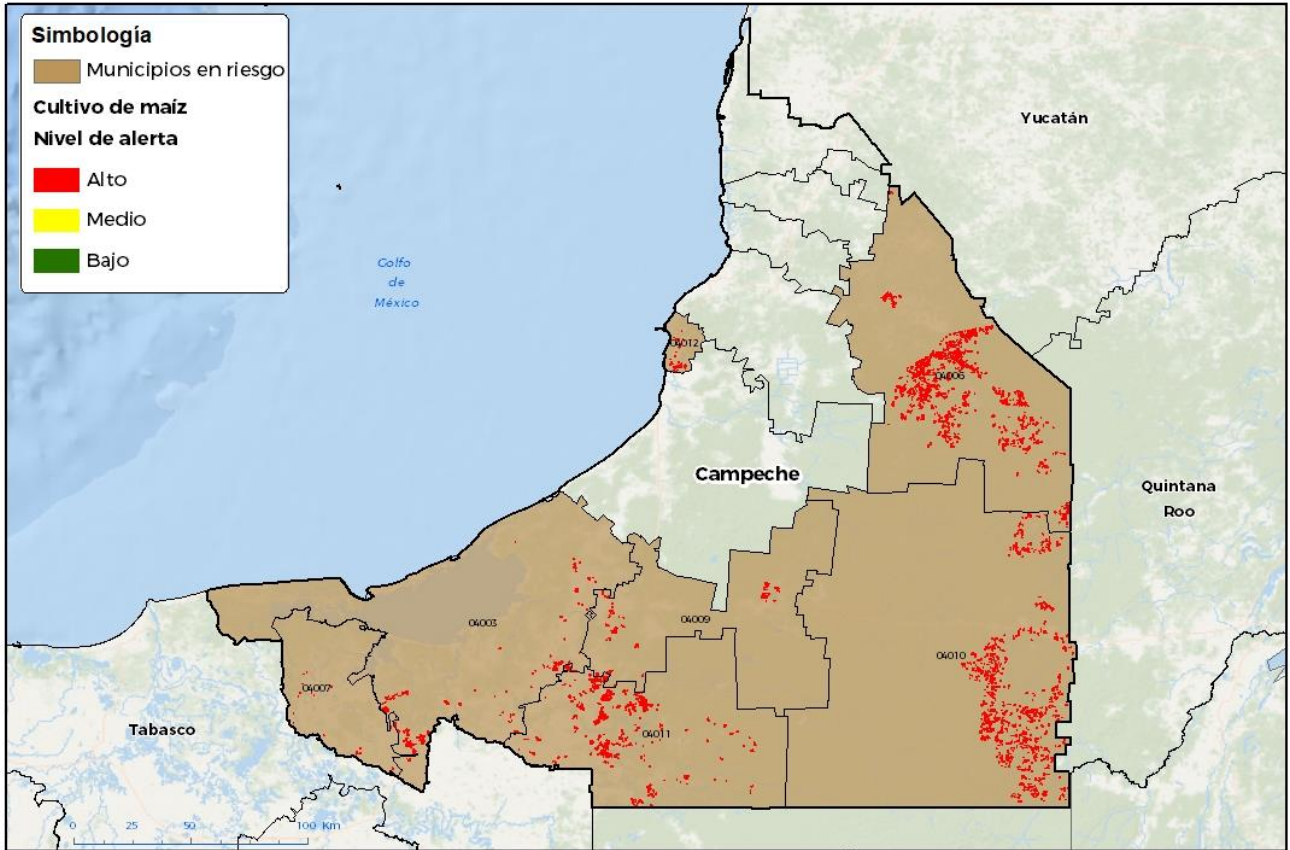 Simbología
Municipios en riesgo
Cultivo de maíz
Nivel de alerta
Alto
Medio
Bajo
Yucatán
Golfo
de
México
04012
04006
Campeche
Quintana
Roo
04003
04009
04010
04007
04011
Tabasco
0 25 50 100 Km